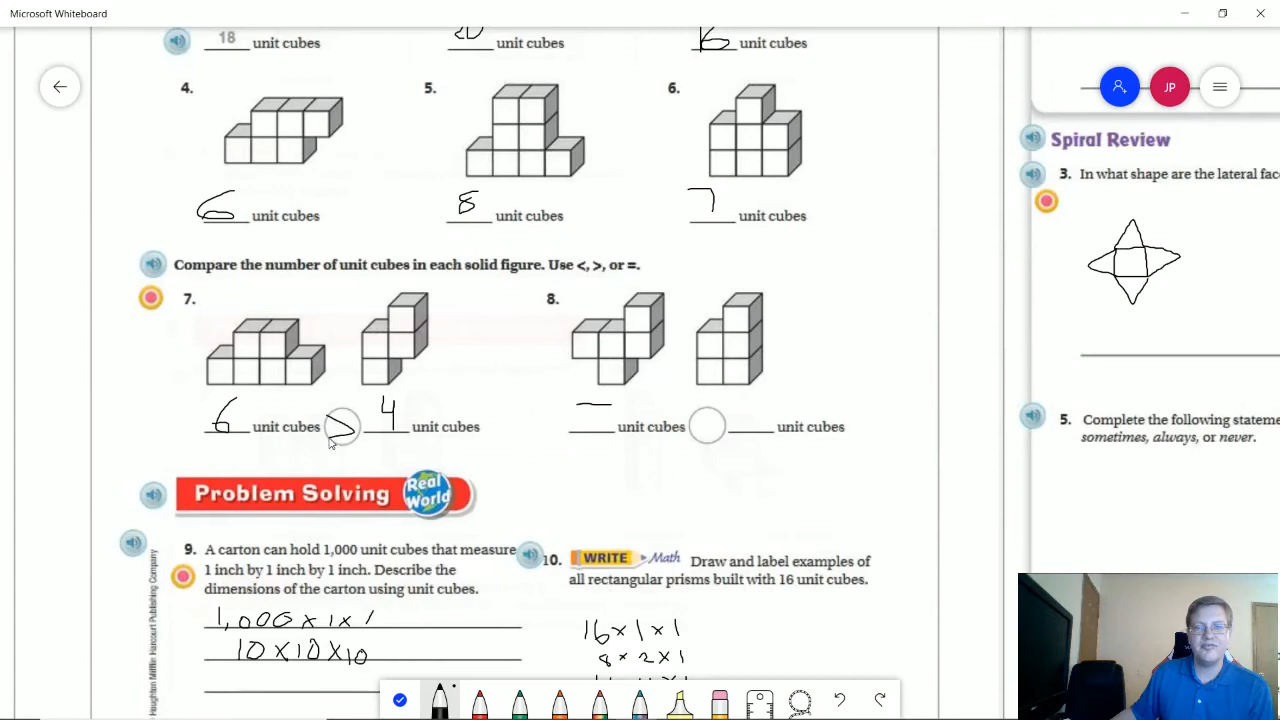 Microsoft Whiteboard
18 unit cubes
20 unit cubes
16 unit cubes
4.
5.
6.
JP
6 unit cubes
8 unit cubes
7 unit cubes
Compare the number of unit cubes in each solid figure. Use <, >, or =.
7.
8.
6 unit cubes > 4 unit cubes
unit cubes unit cubes
Problem Solving Real World
9. A carton can hold 1,000 unit cubes that measure
1 inch by 1 inch by 1 inch. Describe the
dimensions of the carton using unit cubes.
1,000 x 1 x 1
10 x 10 x 10
10. WRITE Math Draw and label examples of
all rectangular prisms built with 16 unit cubes.
16 x 1 x 1
8 x 2 x 1
Houghton Mifflin Harcourt Publishing Company
Spiral Review
3. In what shape are the lateral fac
5. Complete the following stateme
sometimes, always, or never.